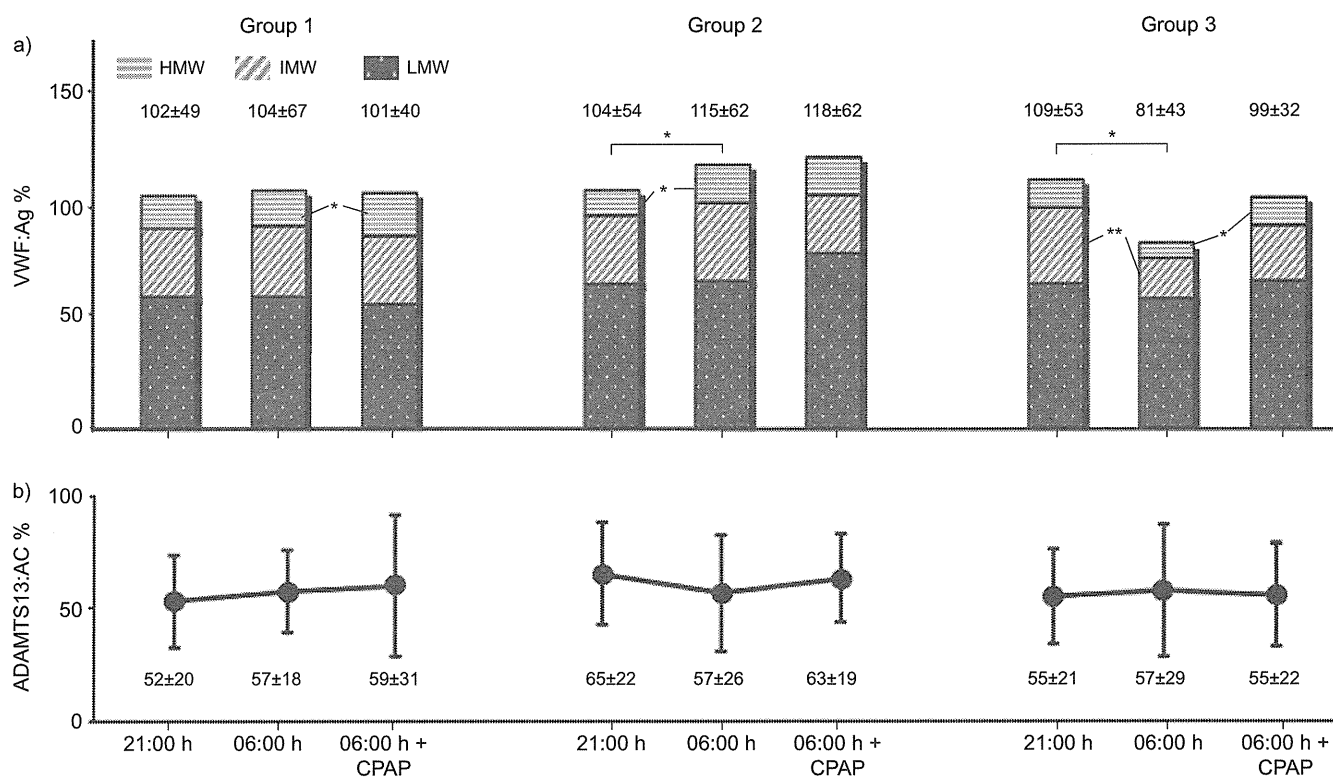 Group 1 Group 2 Group 3
a)
HMW IMW LMW
150
102±49 104±67 101±40 104±54 115±62 118±62 109±53 81±43 99±32
* *
* * ** *
100
VWF:Ag %
50
0
b)
100
ADAMTS13:AC %
50
52±20 57±18 59±31 65±22 57±26 63±19 55±21 57±29 55±22
0
21:00 h 06:00 h 06:00 h + 21:00 h 06:00 h 06:00 h + 21:00 h 06:00 h 06:00 h +
CPAP CPAP CPAP